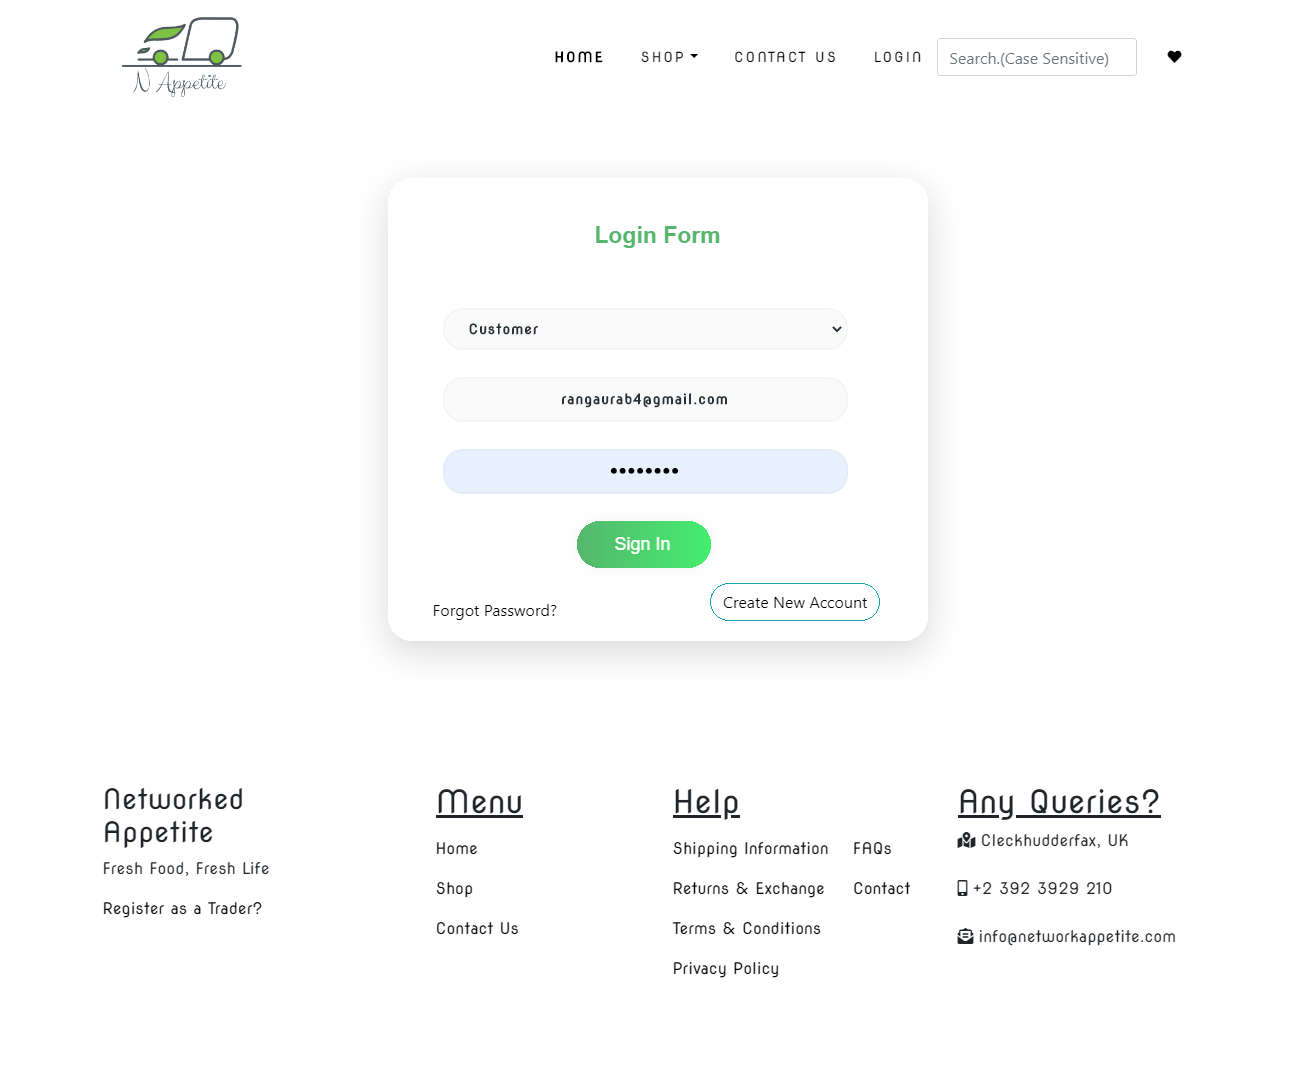 N Appetite
HOME SHOP CONTACT US LOGIN Search.(Case Sensitive)
Login Form
Customer
rangaurab4@gmail.com
••••••••
Sign In
Forgot Password? Create New Account
Networked
Appetite
Fresh Food, Fresh Life
Register as a Trader?
Menu
Home
Shop
Contact Us
Help
Shipping Information FAQs
Returns & Exchange Contact
Terms & Conditions
Privacy Policy
Any Queries?
Cleckhudderfax, UK
+2 392 3929 210
info@networkappetite.com